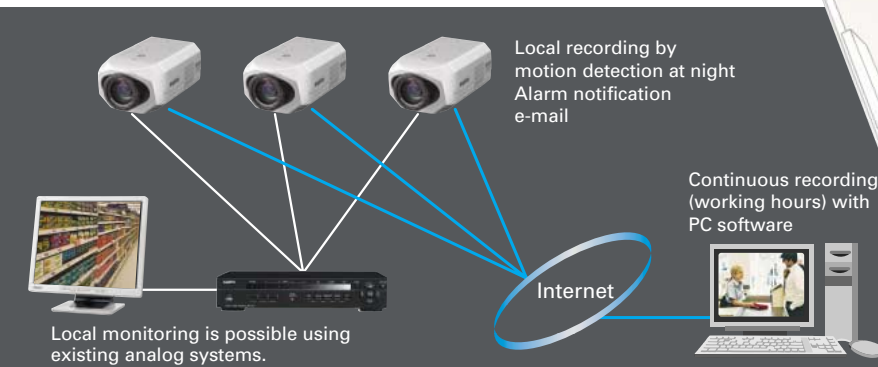 Local recording by
motion detection at night
Alarm notification
e-mail
Continuous recording
(working hours) with
PC software
Internet
Local monitoring is possible using
existing analog systems.